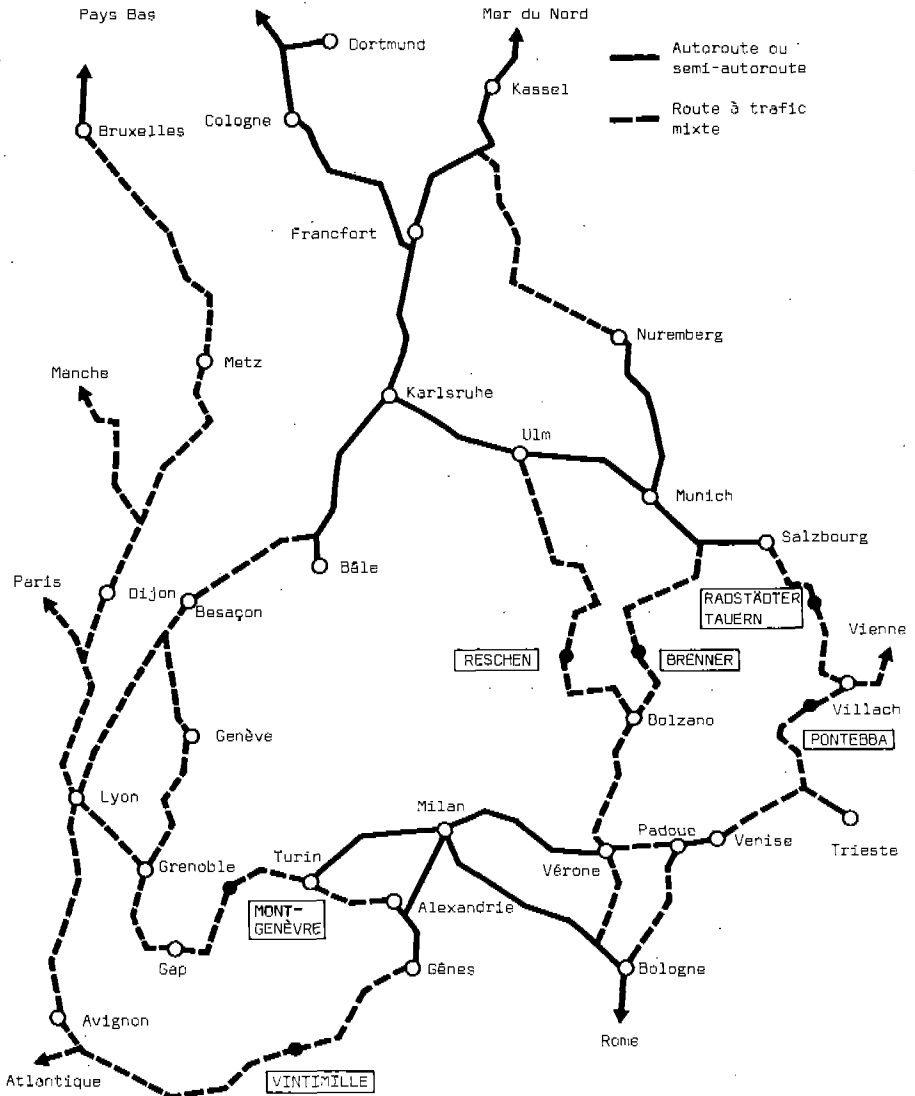 Pays Bas
Mer du Nord
Dortmund
Autoroute ou
semi-autoroute
Kassel
Route à trafic
mixte
Cologne
Bruxelles
Francfort
Nuremberg
Metz
Manche
Karlsruhe
Ulm
Munich
Salzbourg
Bâle
Paris
Dijon
Besaçon
RADSTÄDTER
TAUERN
Vienne
RESCHEN
BRENNER
Villach
Bolzano
PONTEBBA
Genève
Lyon
Milan
Padoue
Venise
Trieste
Grenoble
Turin
Vérone
MONT-
GENÈVRE
Alexandrie
Gap
Gênes
Bologne
Avignon
Rome
Atlantique
VINTIMILLE